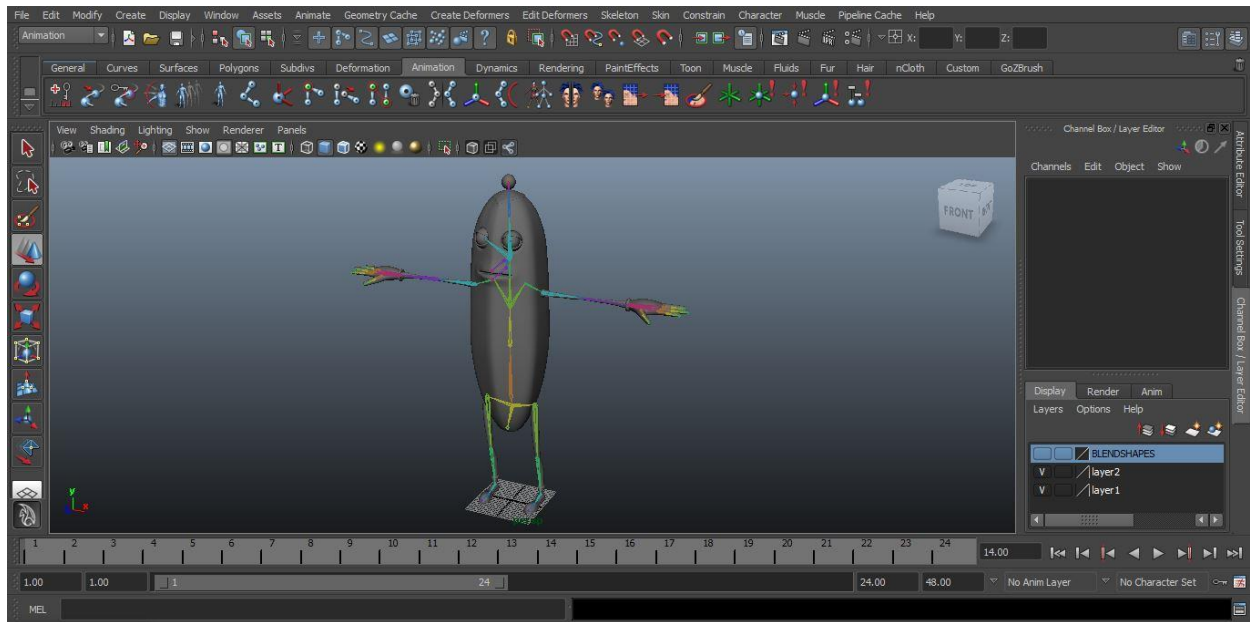 File Edit Modify Create Display Window Assets Animate Geometry Cache Create Deformers Edit Deformers Skeleton Skin Constrain Character Muscle Pipeline Cache Help
Animation X: Y: Z:
General Curves Surfaces Polygons Subdivs Deformation Animation Dynamics Rendering PaintEffects Toon Muscle Fluids Fur Hair nCloth Custom GoZBrush
View Shading Lighting Show Renderer Panels
Channel Box / Layer Editor
Channels Edit Object Show
FRONT
y
x
Attribute Editor
Tool Settings
Channel Box / Layer Editor
Display Render Anim
Layers Options Help
BLENDSHAPES
V layer2
V layer1
1 2 3 4 5 6 7 8 9 10 11 12 13 14 15 16 17 18 19 20 21 22 23 24 14.00
1.00 1.00 1 24 24.00 48.00 No Anim Layer No Character Set
MEL